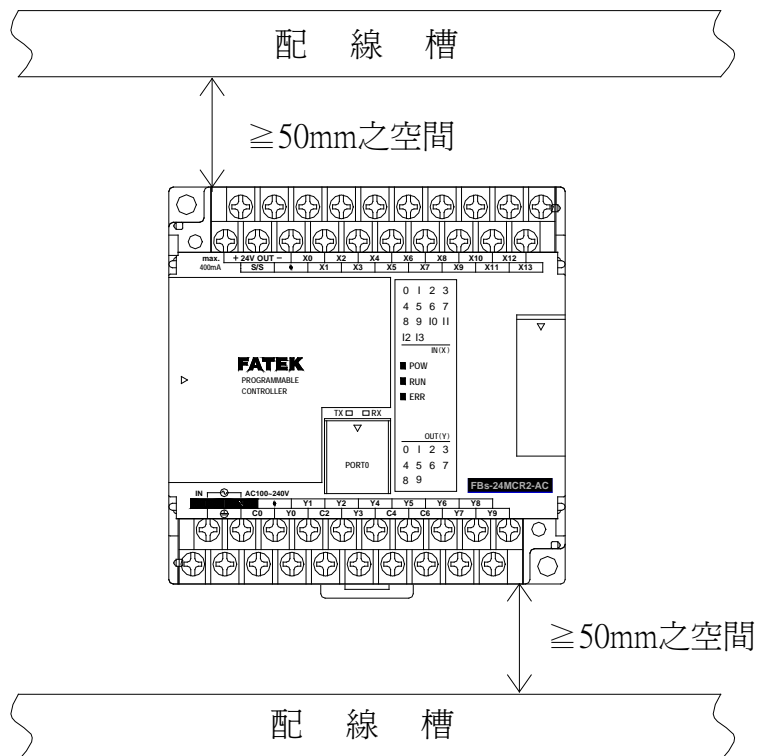 配 線 槽
≧50mm之空間
max. + 24V OUT − X0 X2 X4 X6 X8 X10 X12
400mA S/S X1 X3 X5 X7 X9 X11 X13
0 1 2 3
4 5 6 7
8 9 10 11
12 13
IN(X)
POW
RUN
ERR
FATEK
PROGRAMMABLE
CONTROLLER
TX RX
PORT0
OUT(Y)
0 1 2 3
4 5 6 7
8 9
FBs-24MCR2-AC
IN AC100~240V
Y1 Y2 Y4 Y5 Y6 Y8
C0 Y0 C2 Y3 C4 C6 Y7 Y9
≧50mm之空間
配 線 槽